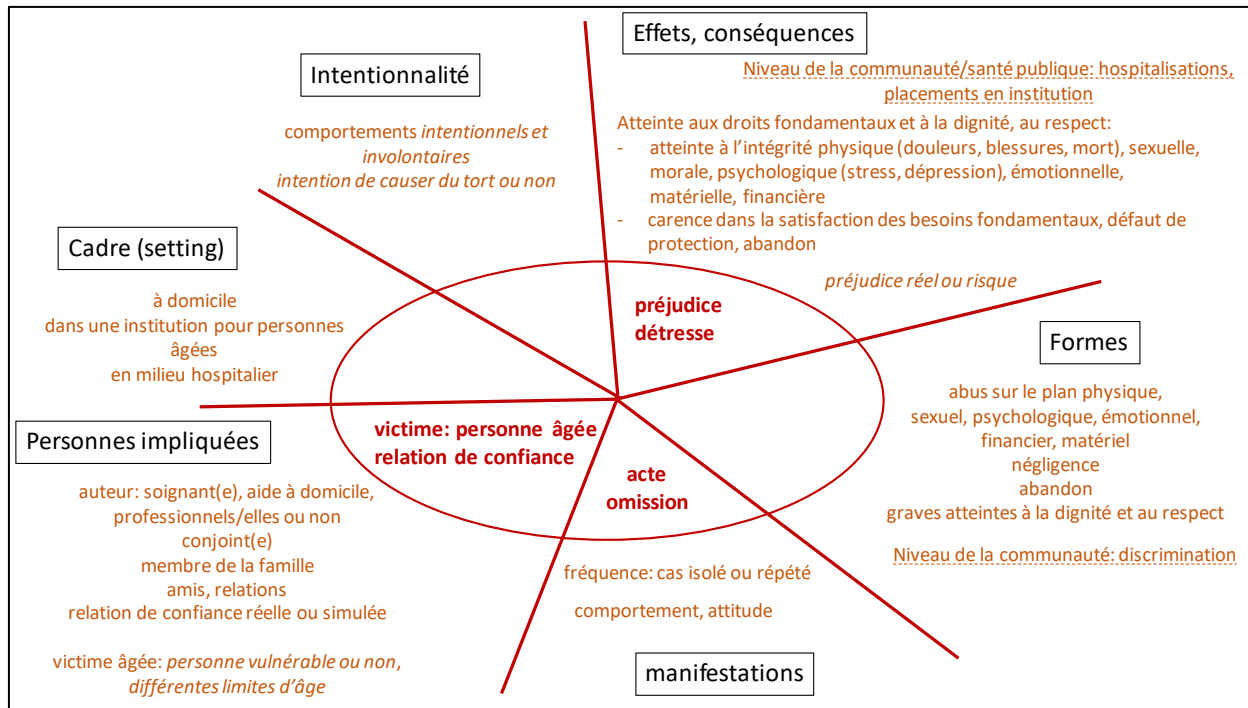 Effets, conséquences
Niveau de la communauté/santé publique: hospitalisations,
placements en institution
Atteinte aux droits fondamentaux et à la dignité, au respect:
- atteinte à l’intégrité physique (douleurs, blessures, mort), sexuelle,
morale, psychologique (stress, dépression), émotionnelle,
matérielle, financière
- carence dans la satisfaction des besoins fondamentaux, défaut de
protection, abandon
préjudice réel ou risque
Intentionnalité
comportements intentionnels et
involontaires
intention de causer du tort ou non
Cadre (setting)
à domicile
dans une institution pour personnes
âgées
en milieu hospitalier
préjudice
détresse
Formes
abus sur le plan physique,
sexuel, psychologique, émotionnel,
financier, matériel
négligence
abandon
graves atteintes à la dignité et au respect
Niveau de la communauté: discrimination
Personnes impliquées
auteur: soignant(e), aide à domicile,
professionnels/elles ou non
conjoint(e)
membre de la famille
amis, relations
relation de confiance réelle ou simulée
victime âgée: personne vulnérable ou non,
différentes limites d’âge
victime: personne âgée
relation de confiance
acte
omission
fréquence: cas isolé ou répété
comportement, attitude
manifestations